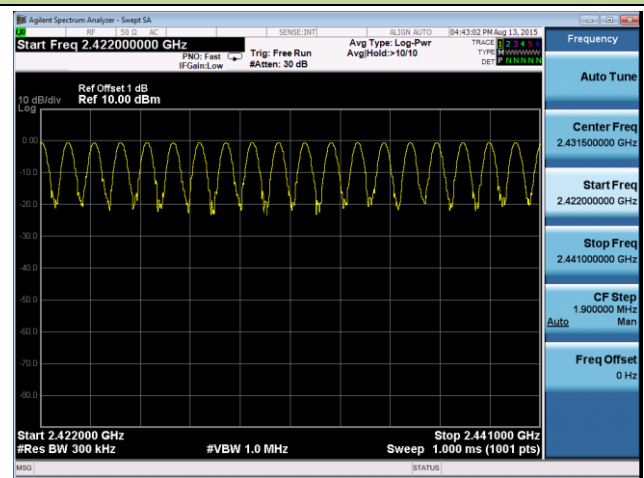 Agilent Spectrum Analyzer - Swept SA
RF 50 Ω AC SENSE:INT ALIGN AUTO 04:43:02 PM Aug 13, 2015
Start Freq 2.422000000 GHz
PNO: Fast
IFGain:Low
Trig: Free Run
#Atten: 30 dB
Avg Type: Log-Pwr
Avg|Hold:>10/10
TRACE 1 2 3 4 5 6
TYPE M WWWWW
DET P N N N N N
Frequency
Ref Offset 1 dB
10 dB/div Ref 10.00 dBm
Log
0.00
-10.0
-20.0
-30.0
-40.0
-50.0
-60.0
-70.0
-80.0
Start 2.422000 GHz Stop 2.441000 GHz
#Res BW 300 kHz #VBW 1.0 MHz Sweep 1.000 ms (1001 pts)
MSG STATUS
Auto Tune
Center Freq
2.431500000 GHz
Start Freq
2.422000000 GHz
Stop Freq
2.441000000 GHz
CF Step
1.900000 MHz
Auto Man
Freq Offset
0 Hz